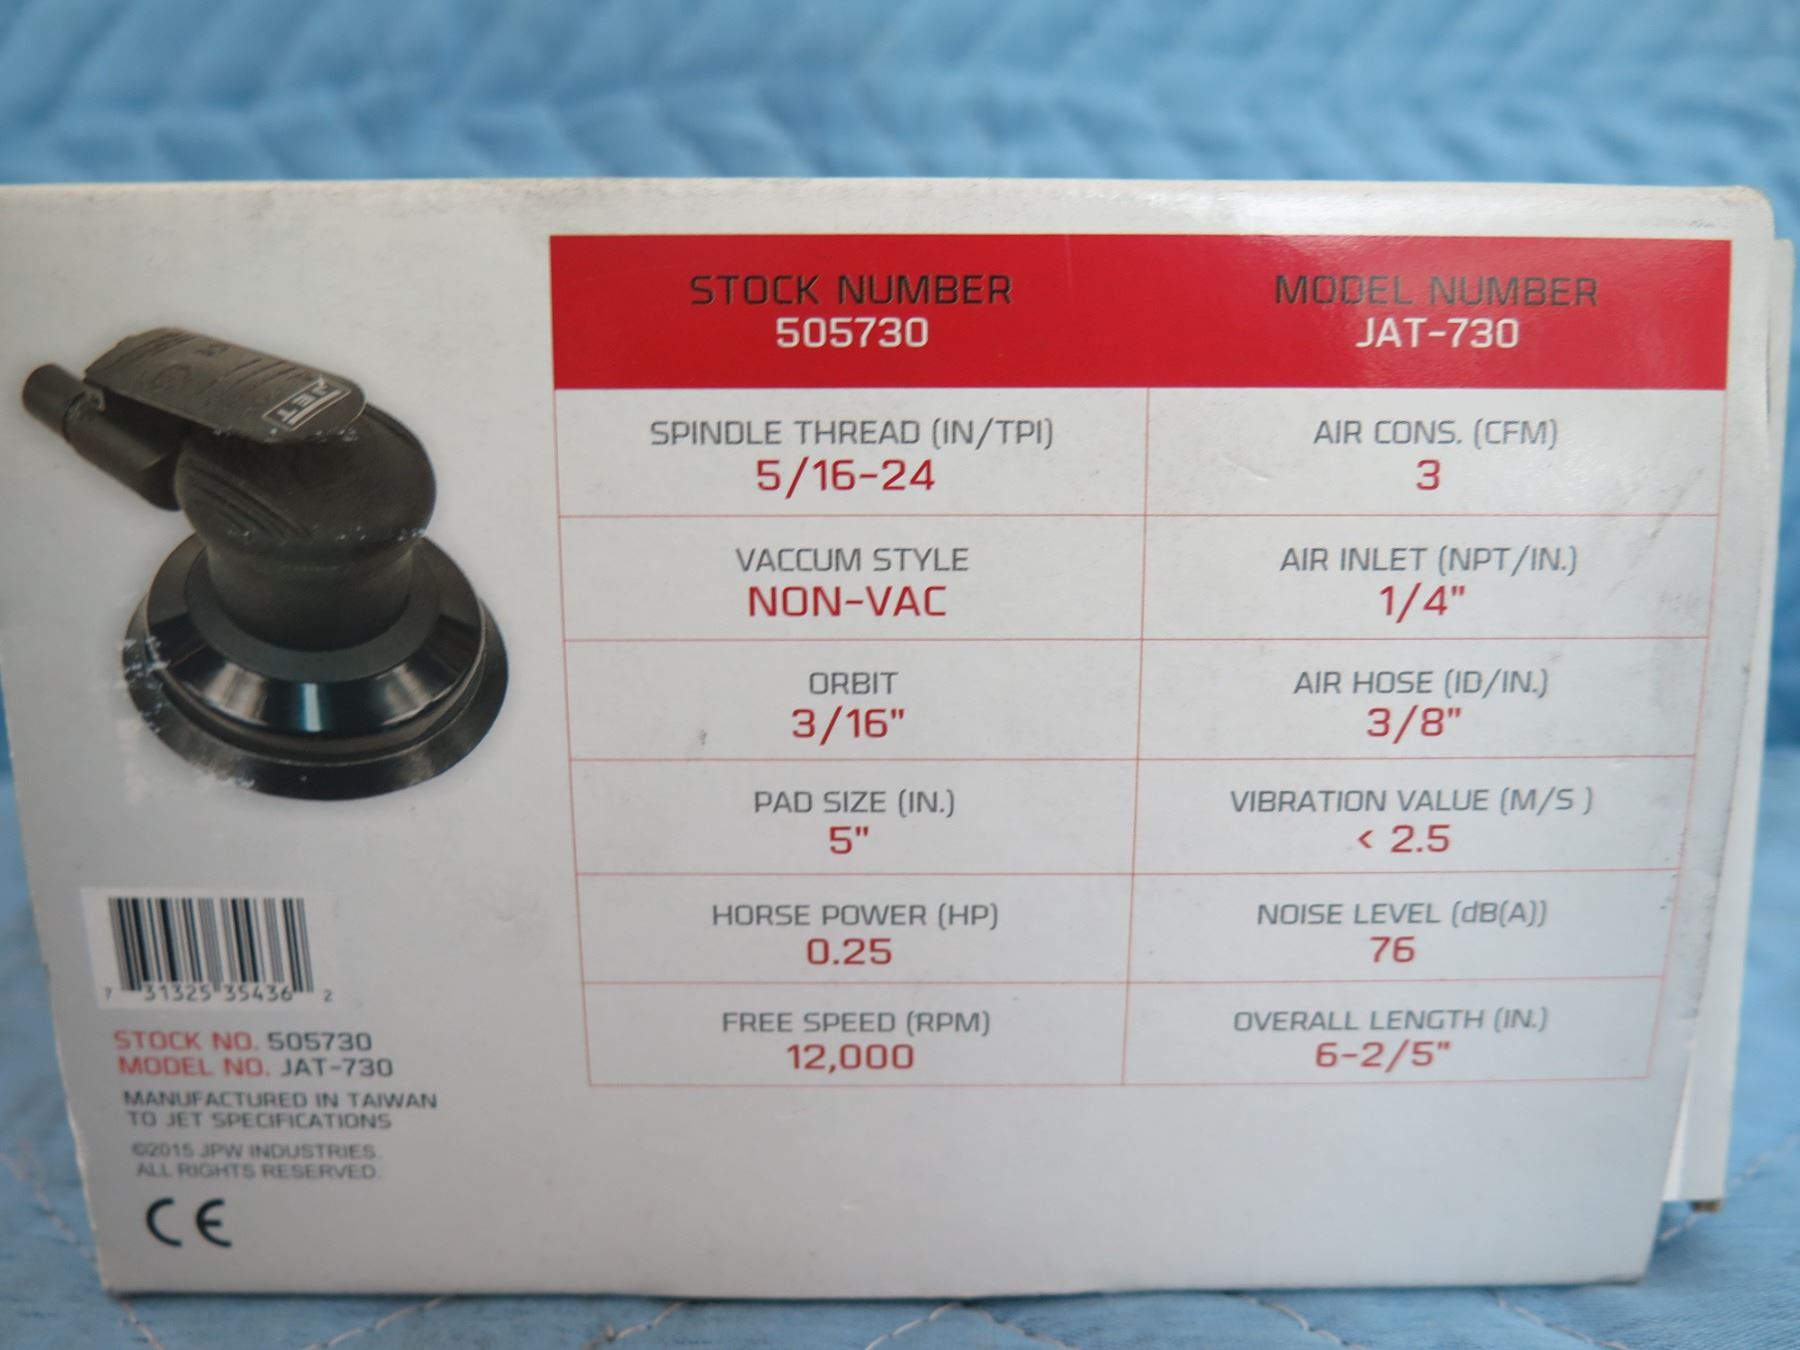 STOCK NUMBER
505730
MODEL NUMBER
JAT-730
SPINDLE THREAD (IN/TPI)
5/16-24
AIR CONS. (CFM)
3
VACCUM STYLE
NON-VAC
AIR INLET (NPT/IN.)
1/4"
ORBIT
3/16"
AIR HOSE (ID/IN.)
3/8"
PAD SIZE (IN.)
5"
VIBRATION VALUE (M/S )
< 2.5
HORSE POWER (HP)
0.25
NOISE LEVEL (dB(A))
76
FREE SPEED (RPM)
12,000
OVERALL LENGTH (IN.)
6-2/5"
JET
7 31325 35436 2
STOCK NO. 505730
MODEL NO. JAT-730
MANUFACTURED IN TAIWAN
TO JET SPECIFICATIONS
©2015 JPW INDUSTRIES.
ALL RIGHTS RESERVED.
CE